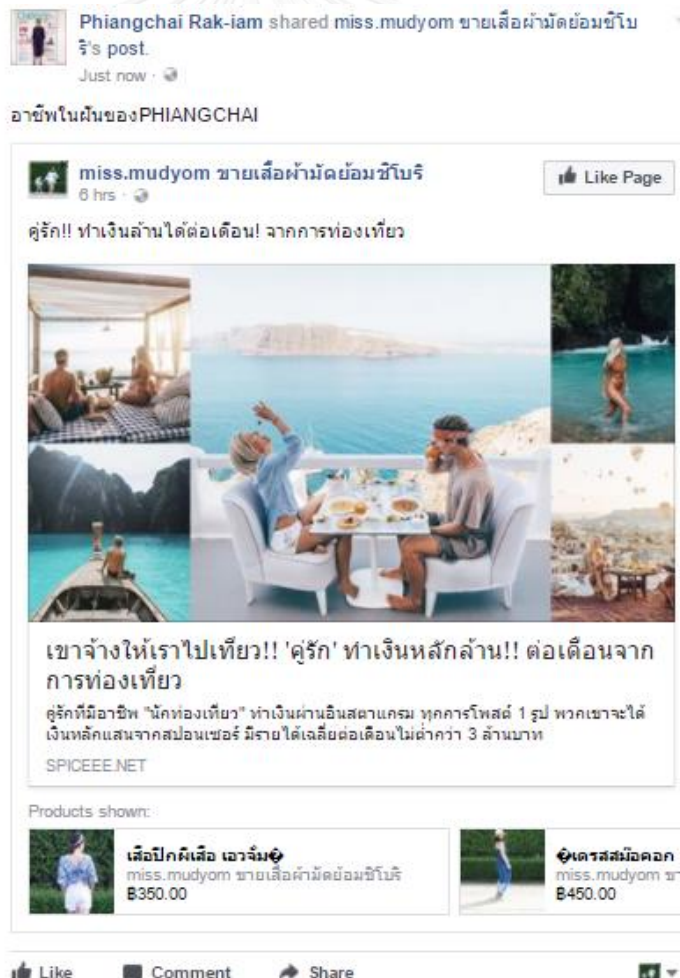 Phiangchai Rak-iam shared miss.mudyom ขายเสื้อผ้ามัดย้อมชิโบ
ริ's post.
Just now ·
อาชีพในฝันของPHIANGCHAI
miss.mudyom ขายเสื้อผ้ามัดย้อมชิโบริ
Like Page
6 hrs ·
คู่รัก!! ทำเงินล้านได้ต่อเดือน! จากการท่องเที่ยว
เขาจ้างให้เราไปเที่ยว!! 'คู่รัก' ทำเงินหลักล้าน!! ต่อเดือนจาก
การท่องเที่ยว
คู่รักที่มีอาชีพ "นักท่องเที่ยว" ทำเงินผ่านอินสตาแกรม ทุกการโพสต์ 1 รูป พวกเขาจะได้
เงินหลักแสนจากสปอนเซอร์ มีรายได้เฉลี่ยต่อเดือนไม่ต่ำกว่า 3 ล้านบาท
SPICEEE.NET
Products shown:
เสื้อปีกผีเสื้อ เอวจั๊ม�
miss.mudyom ขายเสื้อผ้ามัดย้อมชิโบริ
฿350.00
�เดรสสม๊อคอก
miss.mudyom ขา
฿450.00
Like Comment Share